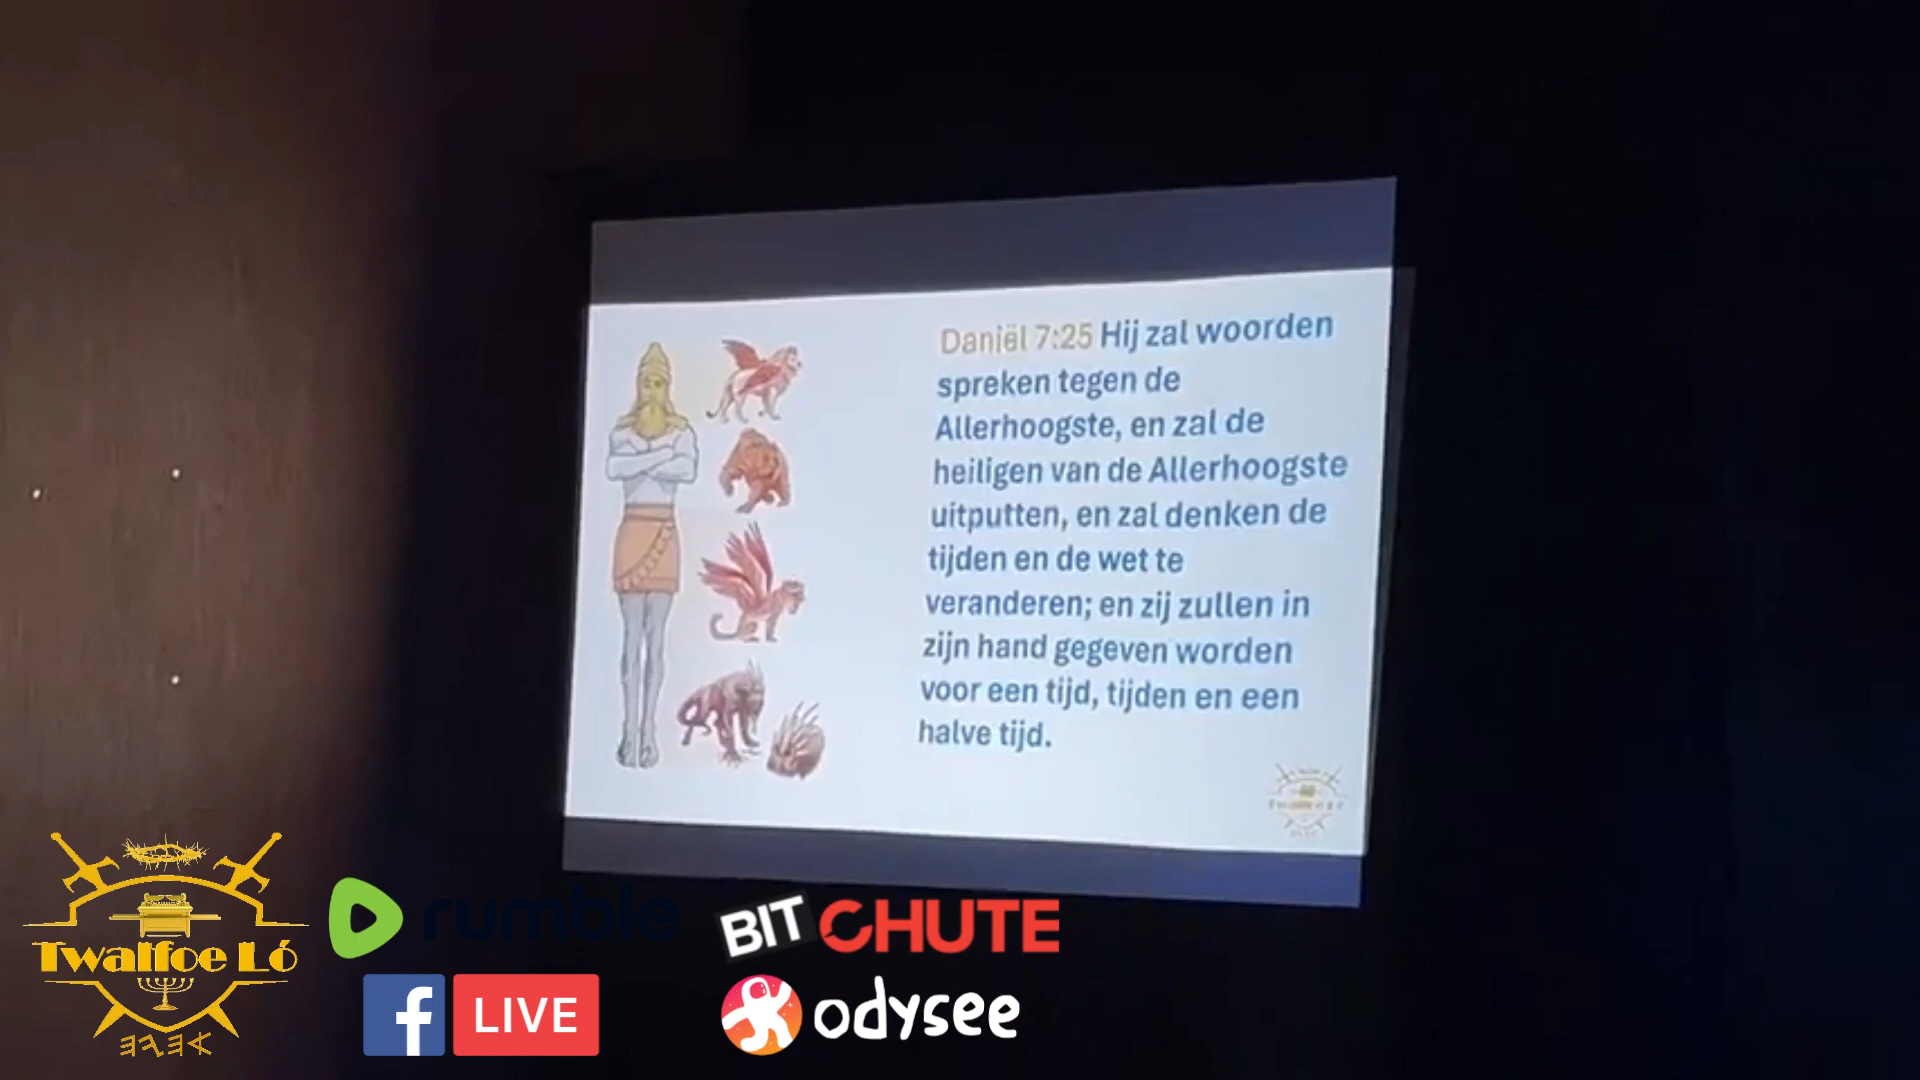 Daniël 7:25 Hij zal woorden
spreken tegen de
Allerhoogste, en zal de
heiligen van de Allerhoogste
uitputten, en zal denken de
tijden en de wet te
veranderen; en zij zullen in
zijn hand gegeven worden
voor een tijd, tijden en een
halve tijd.
Twalfoe Ló
rumble
BIT CHUTE
f LIVE
odysee